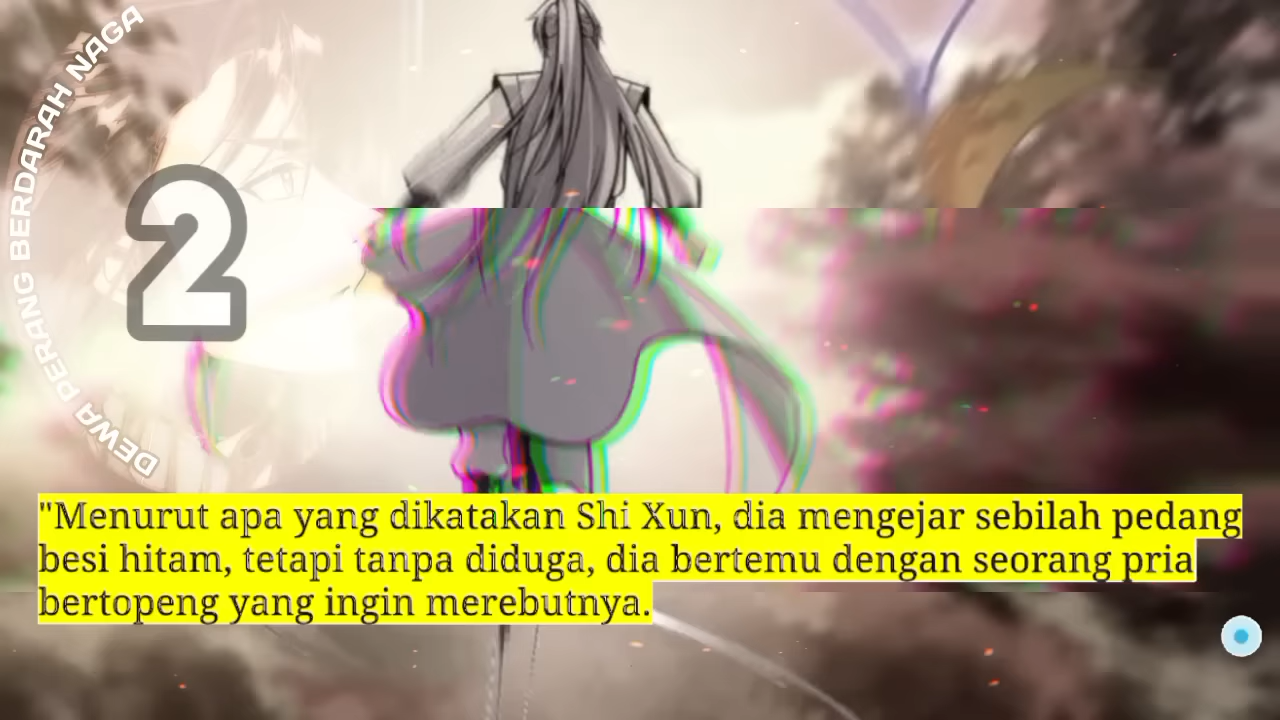 DEWA PERANG BERDARAH NAGA
2
"Menurut apa yang dikatakan Shi Xun, dia mengejar sebilah pedang
besi hitam, tetapi tanpa diduga, dia bertemu dengan seorang pria
bertopeng yang ingin merebutnya.